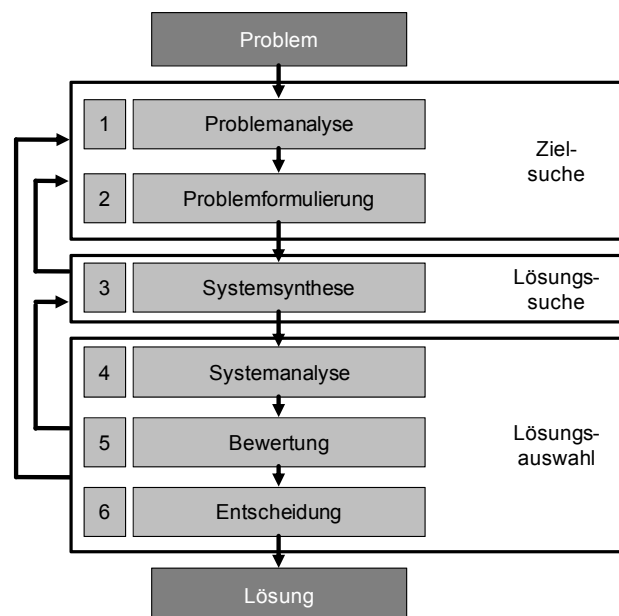 Problem
1 Problemanalyse
Ziel-
suche
2 Problemformulierung
3 Systemsynthese
Lösungs-
suche
4 Systemanalyse
5 Bewertung
Lösungs-
auswahl
6 Entscheidung
Lösung